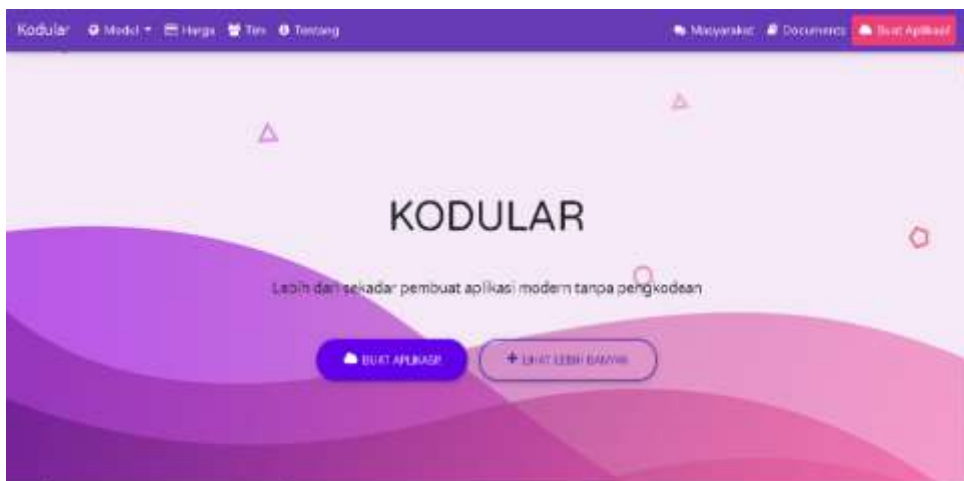 Kodular Model Harga Tim Tentang Masyarakat Documents Buat Aplikasi!
KODULAR
Lebih dari sekadar pembuat aplikasi modern tanpa pengkodean
BUAT APLIKASI! LIHAT LEBIH BANYAK